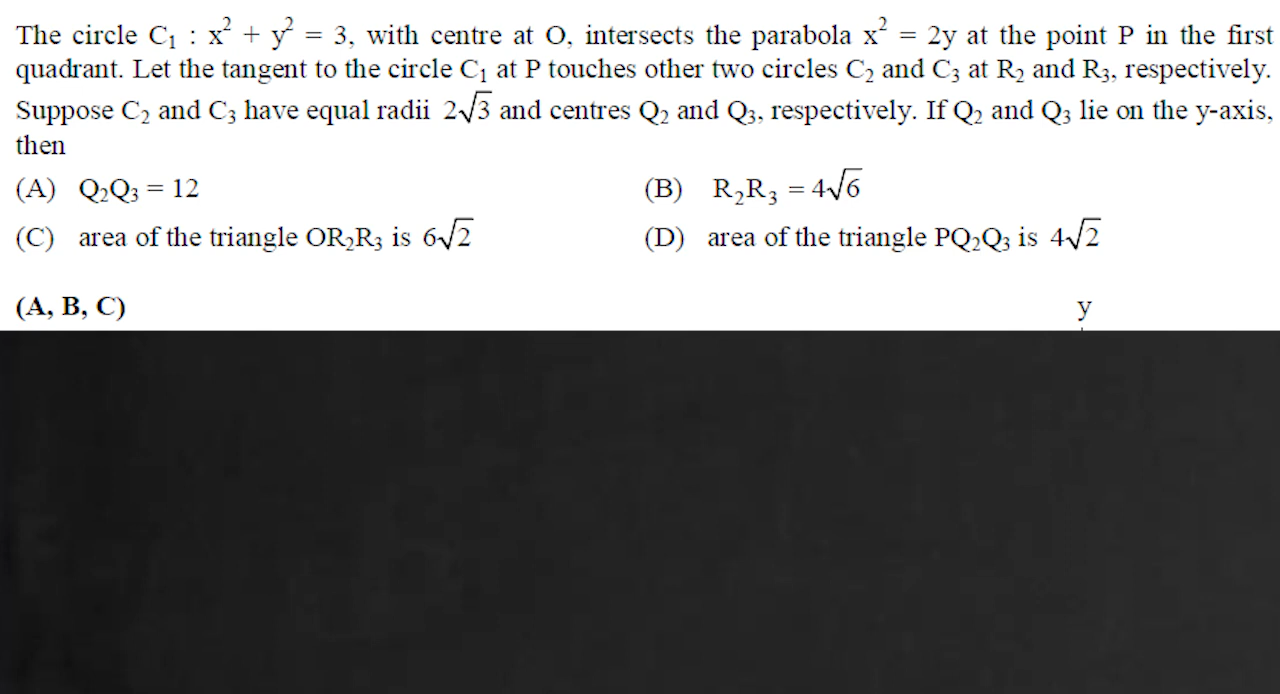 The circle C₁ : x² + y² = 3, with centre at O, intersects the parabola x² = 2y at the point P in the first
quadrant. Let the tangent to the circle C₁ at P touches other two circles C₂ and C₃ at R₂ and R₃, respectively.
Suppose C₂ and C₃ have equal radii 2√3 and centres Q₂ and Q₃, respectively. If Q₂ and Q₃ lie on the y-axis,
then
(A) Q₂Q₃ = 12 (B) R₂R₃ = 4√6
(C) area of the triangle OR₂R₃ is 6√2 (D) area of the triangle PQ₂Q₃ is 4√2
(A, B, C) y